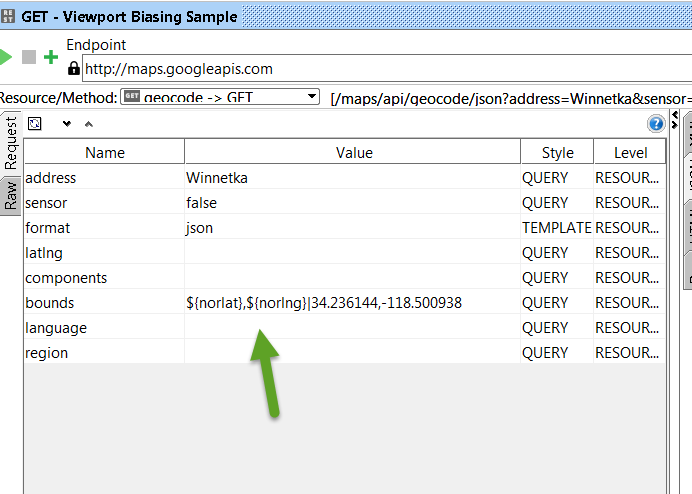 GET - Viewport Biasing Sample
Endpoint
http://maps.googleapis.com
Resource/Method: GET geocode -> GET [/maps/api/geocode/json?address=Winnetka&sensor=
Request
Raw
Name Value Style Level
address Winnetka QUERY RESOUR...
sensor false QUERY RESOUR...
format json TEMPLATE RESOUR...
latlng QUERY RESOUR...
components QUERY RESOUR...
bounds ${norlat},${norlng}|34.236144,-118.500938 QUERY RESOUR...
language QUERY RESOUR...
region QUERY RESOUR...